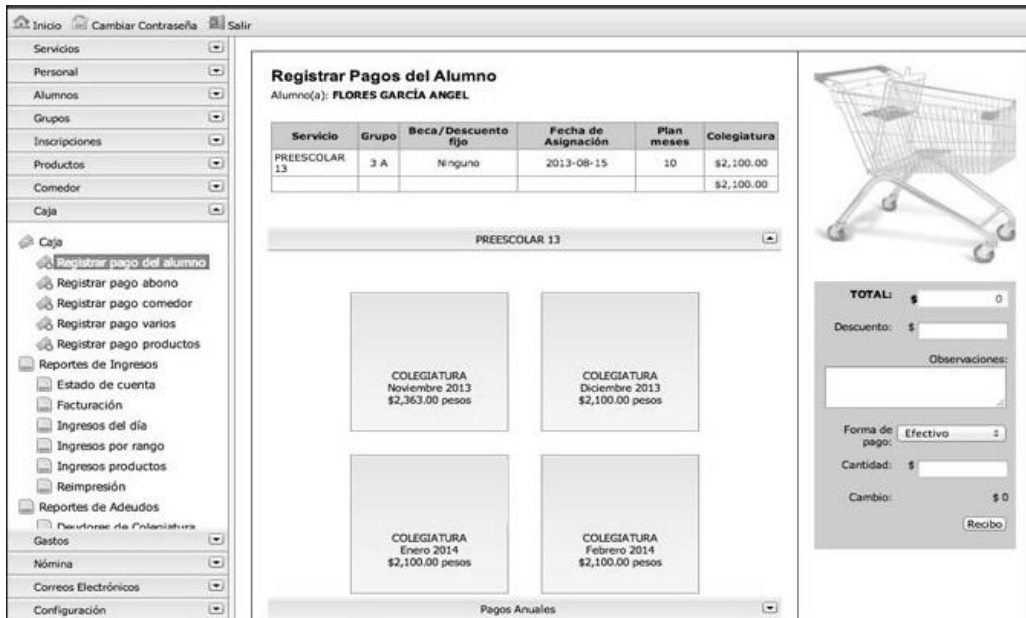 Inicio Cambiar Contraseña Salir
Servicios
Personal
Alumnos
Grupos
Inscripciones
Productos
Comedor
Caja
Caja
Registrar pago del alumno
Registrar pago abono
Registrar pago comedor
Registrar pago varios
Registrar pago productos
Reportes de Ingresos
Estado de cuenta
Facturación
Ingresos del día
Ingresos por rango
Ingresos productos
Reimpresión
Reportes de Adeudos
Deudores de Colegiatura
Gastos
Nómina
Correos Electrónicos
Configuración
Registrar Pagos del Alumno
Alumno(a): FLORES GARCÍA ANGEL
Servicio Grupo Beca/Descuento fijo Fecha de Asignación Plan meses Colegiatura
PREESCOLAR 13 3 A Ninguno 2013-08-15 10 $2,100.00
$2,100.00
PREESCOLAR 13
COLEGIATURA
Noviembre 2013
$2,363.00 pesos
COLEGIATURA
Diciembre 2013
$2,100.00 pesos
COLEGIATURA
Enero 2014
$2,100.00 pesos
COLEGIATURA
Febrero 2014
$2,100.00 pesos
Pagos Anuales
TOTAL: $ 0
Descuento: $
Observaciones:
Forma de pago: Efectivo
Cantidad: $
Cambio: $ 0
Recibo